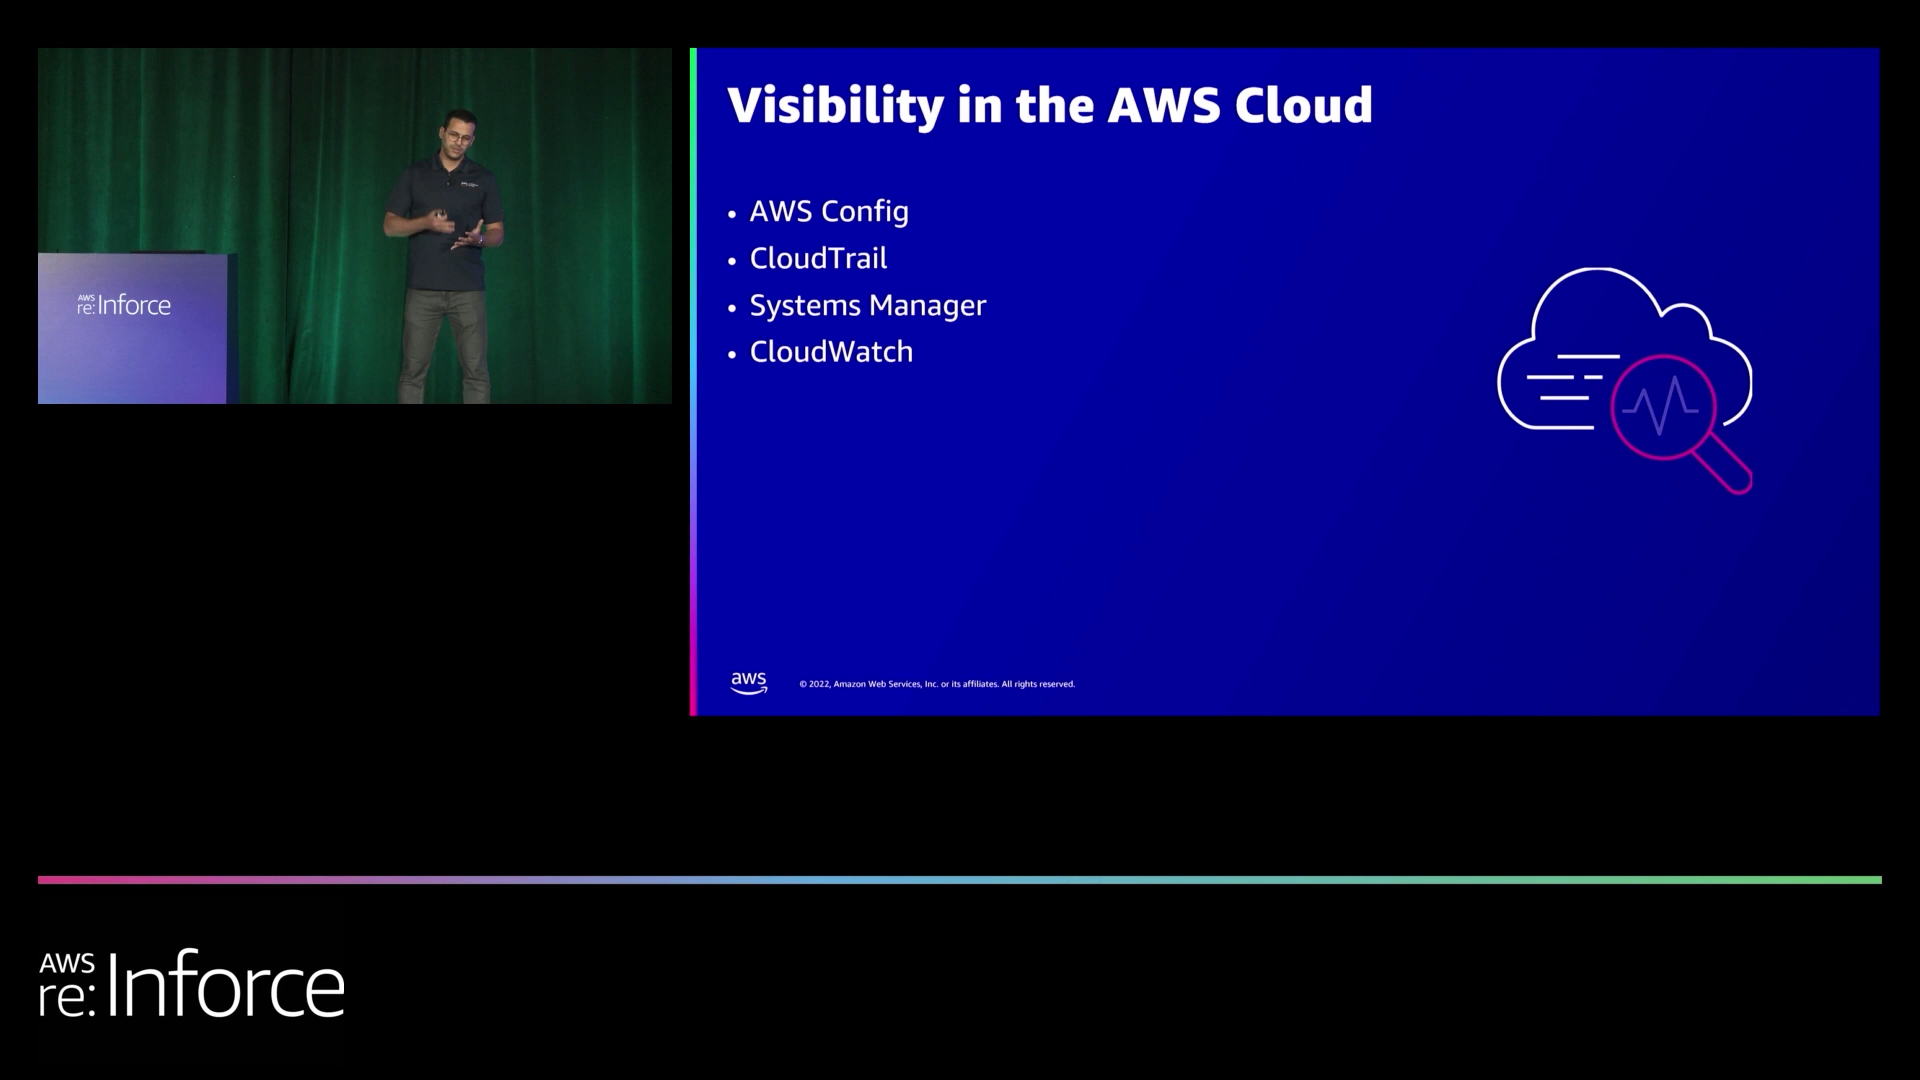 AWS
re:Inforce
Visibility in the AWS Cloud
• AWS Config
• CloudTrail
• Systems Manager
• CloudWatch
aws
© 2022, Amazon Web Services, Inc. or its affiliates. All rights reserved.
AWS
re:Inforce